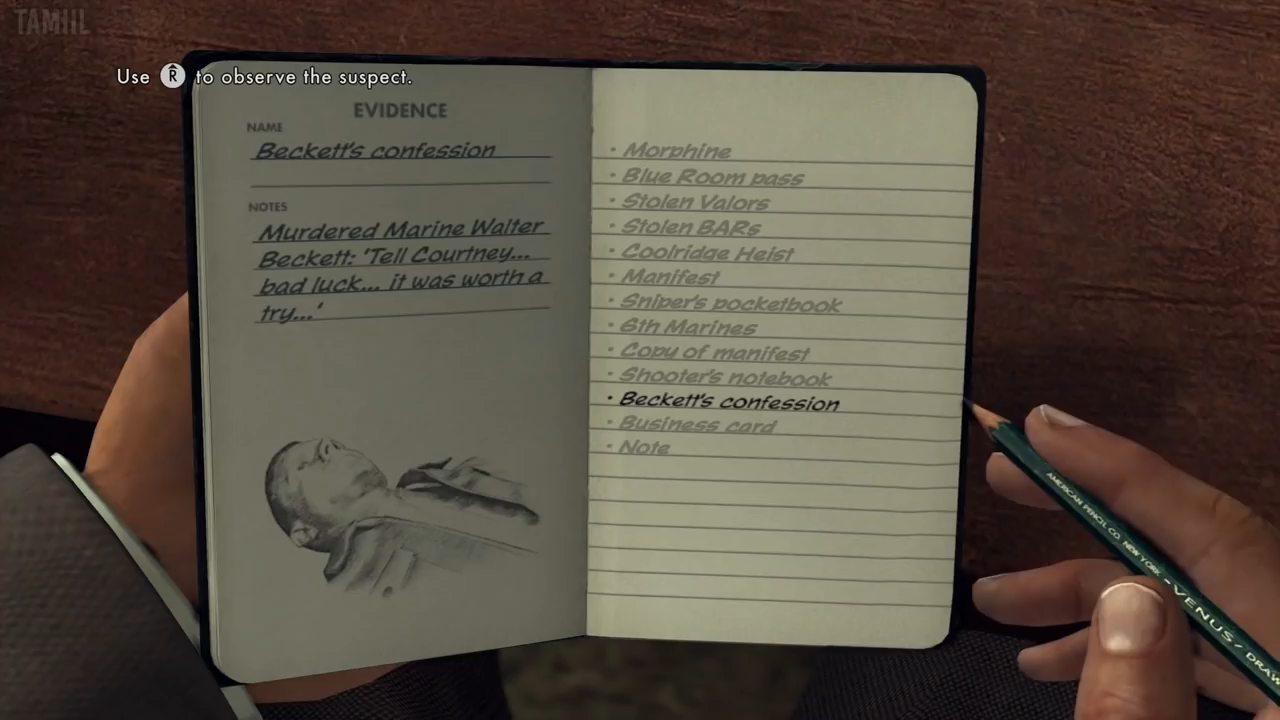 TAMIIL
Use R to observe the suspect.
EVIDENCE
NAME
Beckett's confession
NOTES
Murdered Marine Walter
Beckett: 'Tell Courtney...
bad luck... it was worth a
try...'
• Morphine
• Blue Room pass
• Stolen Valors
• Stolen BARs
• Coolridge Heist
• Manifest
• Sniper's pocketbook
• 6th Marines
• Copy of manifest
• Shooter's notebook
• Beckett's confession
• Business card
• Note
AMERICAN PENCIL CO. NEW YORK - VENUS / DRAW